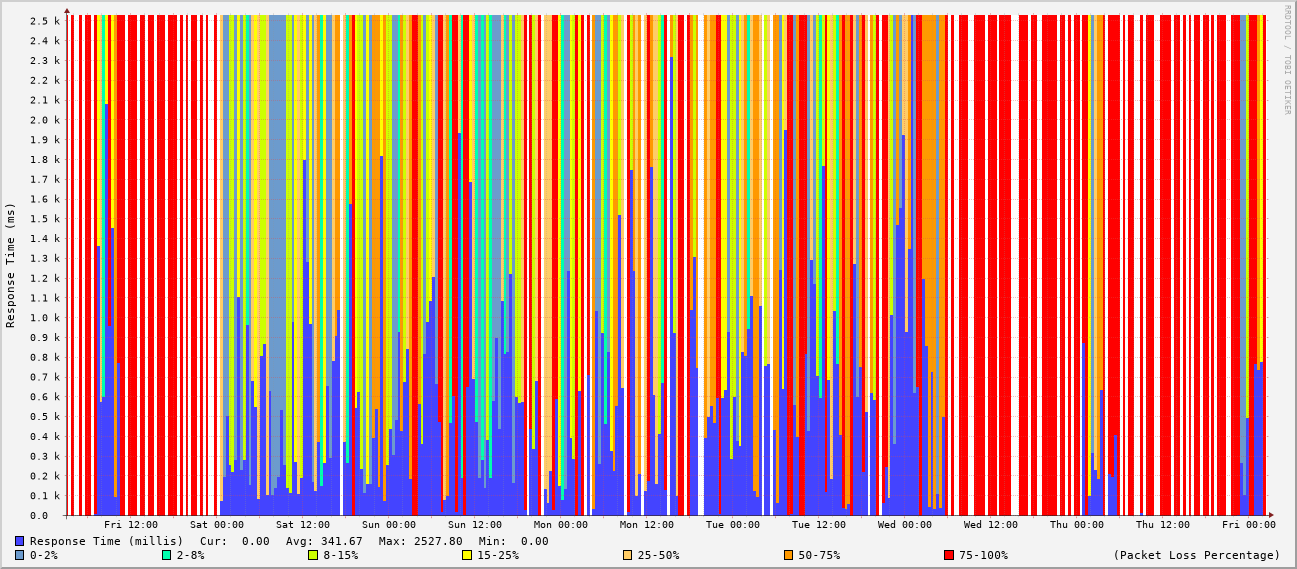 2.5 k
2.4 k
2.3 k
2.2 k
2.1 k
2.0 k
1.9 k
1.8 k
1.7 k
1.6 k
1.5 k
1.4 k
1.3 k
1.2 k
1.1 k
1.0 k
0.9 k
0.8 k
0.7 k
0.6 k
0.5 k
0.4 k
0.3 k
0.2 k
0.1 k
0.0
Response Time (ms)
RRDTOOL / TOBI OETIKER
Fri 12:00 Sat 00:00 Sat 12:00 Sun 00:00 Sun 12:00 Mon 00:00 Mon 12:00 Tue 00:00 Tue 12:00 Wed 00:00 Wed 12:00 Thu 00:00 Thu 12:00 Fri 00:00
Response Time (millis) Cur: 0.00 Avg: 341.67 Max: 2527.80 Min: 0.00
0-2% 2-8% 8-15% 15-25% 25-50% 50-75% 75-100% (Packet Loss Percentage)